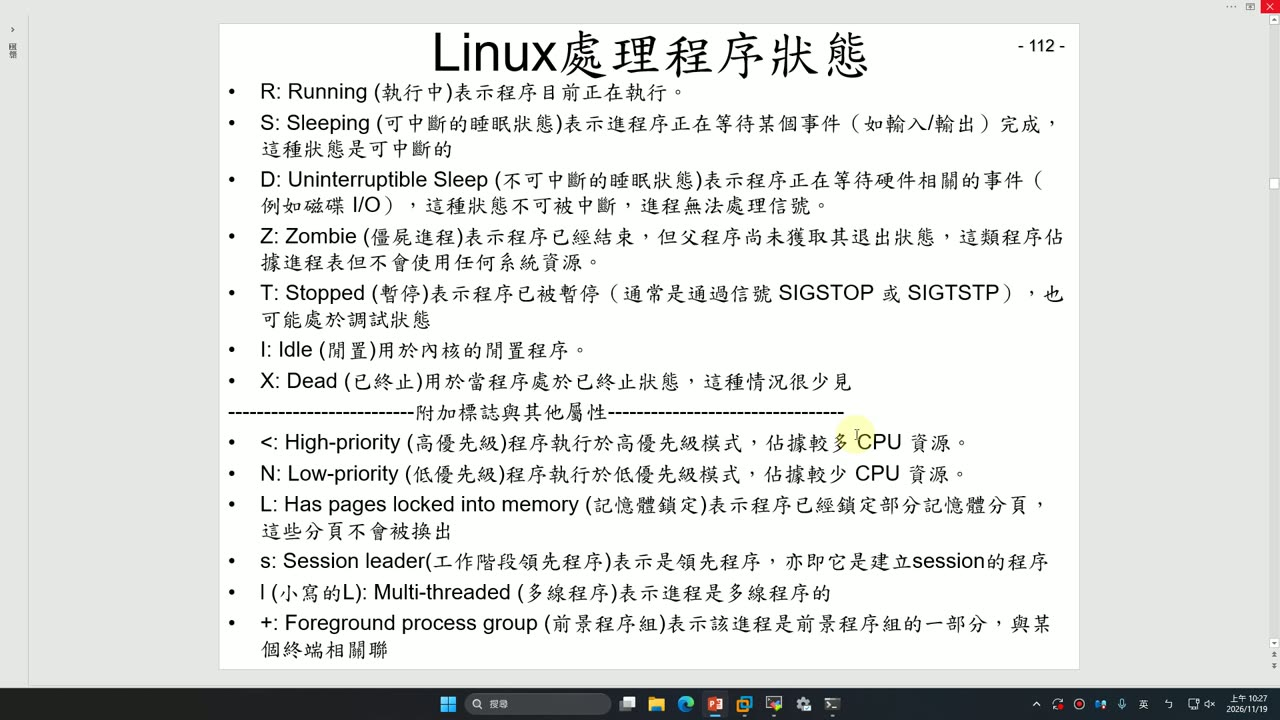 Linux處理程序狀態
- 112 -
• R: Running (執行中)表示程序目前正在執行。
• S: Sleeping (可中斷的睡眠狀態)表示進程序正在等待某個事件（如輸入/輸出）完成，
這種狀態是可中斷的
• D: Uninterruptible Sleep (不可中斷的睡眠狀態)表示程序正在等待硬件相關的事件（
例如磁碟 I/O），這種狀態不可被中斷，進程無法處理信號。
• Z: Zombie (僵屍進程)表示程序已經結束，但父程序尚未獲取其退出狀態，這類程序佔
據進程表但不會使用任何系統資源。
• T: Stopped (暫停)表示程序已被暫停（通常是通過信號 SIGSTOP 或 SIGTSTP），也
可能處於調試狀態
• I: Idle (閒置)用於內核的閒置程序。
• X: Dead (已終止)用於當程序處於已終止狀態，這種情況很少見
--------------------------附加標誌與其他屬性---------------------------------
• <: High-priority (高優先級)程序執行於高優先級模式，佔據較多 CPU 資源。
• N: Low-priority (低優先級)程序執行於低優先級模式，佔據較少 CPU 資源。
• L: Has pages locked into memory (記憶體鎖定)表示程序已經鎖定部分記憶體分頁，
這些分頁不會被換出
• s: Session leader(工作階段領先程序)表示是領先程序，亦即它是建立session的程序
• l (小寫的L): Multi-threaded (多線程序)表示進程是多線程序的
• +: Foreground process group (前景程序組)表示該進程是前景程序組的一部分，與某
個終端相關聯
搜尋
英
ㄅ
上午 10:27
2026/11/19